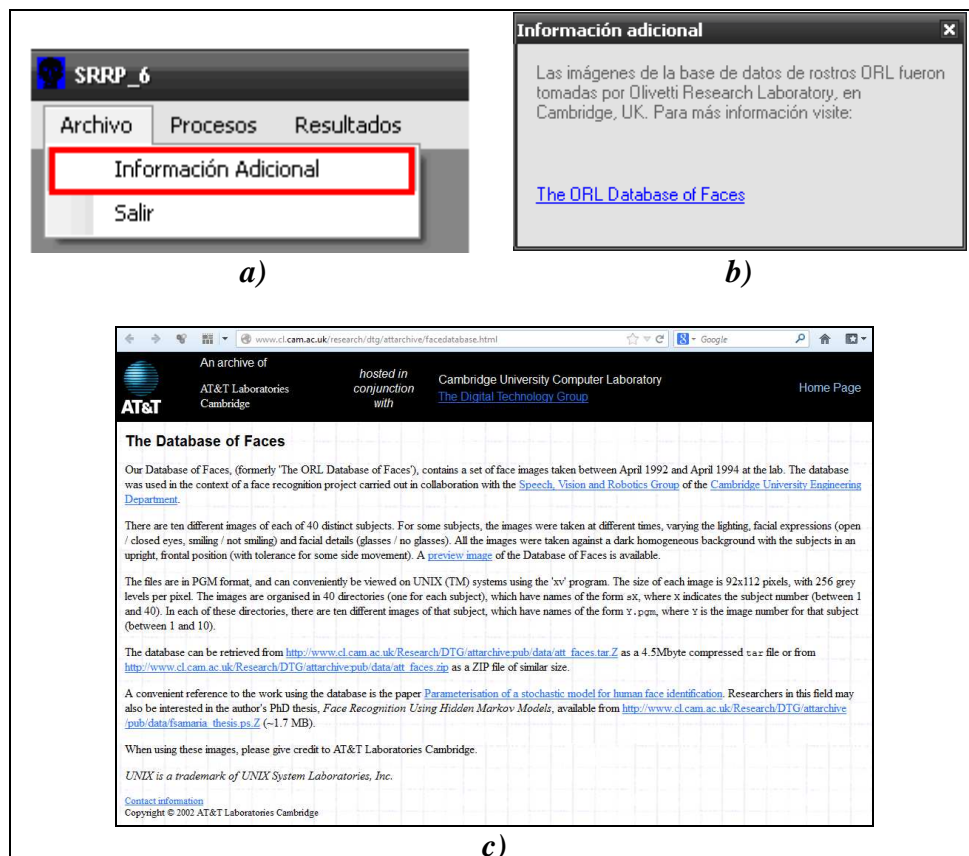 SRRP_6
Archivo Procesos Resultados
Información Adicional
Salir
a)
Información adicional
Las imágenes de la base de datos de rostros ORL fueron
tomadas por Olivetti Research Laboratory, en
Cambridge, UK. Para más información visite:
The ORL Database of Faces
b)
www.cl.cam.ac.uk/research/dtg/attarchive/facedatabase.html
Google
AT&T
An archive of
AT&T Laboratories
Cambridge
hosted in
conjunction
with
Cambridge University Computer Laboratory
The Digital Technology Group
Home Page
The Database of Faces
Our Database of Faces, (formerly 'The ORL Database of Faces'), contains a set of face images taken between April 1992 and April 1994 at the lab. The database
was used in the context of a face recognition project carried out in collaboration with the Speech, Vision and Robotics Group of the Cambridge University Engineering
Department.
There are ten different images of each of 40 distinct subjects. For some subjects, the images were taken at different times, varying the lighting, facial expressions (open
/ closed eyes, smiling / not smiling) and facial details (glasses / no glasses). All the images were taken against a dark homogeneous background with the subjects in an
upright, frontal position (with tolerance for some side movement). A preview image of the Database of Faces is available.
The files are in PGM format, and can conveniently be viewed on UNIX (TM) systems using the 'xv' program. The size of each image is 92x112 pixels, with 256 grey
levels per pixel. The images are organised in 40 directories (one for each subject), which have names of the form sX, where X indicates the subject number (between 1
and 40). In each of these directories, there are ten different images of that subject, which have names of the form Y.pgm, where Y is the image number for that subject
(between 1 and 10).
The database can be retrieved from http://www.cl.cam.ac.uk/Research/DTG/attarchive:pub/data/att_faces.tar.Z as a 4.5Mbyte compressed tar file or from
http://www.cl.cam.ac.uk/Research/DTG/attarchive:pub/data/att_faces.zip as a ZIP file of similar size.
A convenient reference to the work using the database is the paper Parameterisation of a stochastic model for human face identification. Researchers in this field may
also be interested in the author's PhD thesis, Face Recognition Using Hidden Markov Models, available from http://www.cl.cam.ac.uk/Research/DTG/attarchive
/pub/data/fsamaria_thesis.ps.Z (~1.7 MB).
When using these images, please give credit to AT&T Laboratories Cambridge.
UNIX is a trademark of UNIX System Laboratories, Inc.
Contact information
Copyright © 2002 AT&T Laboratories Cambridge
c)